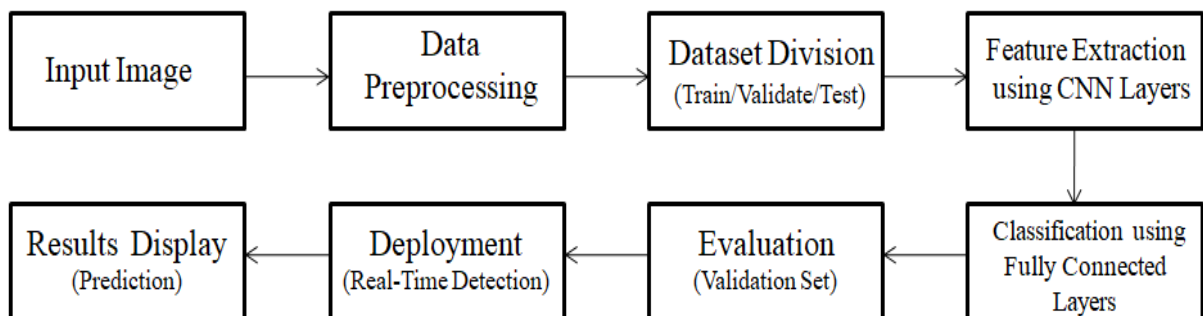 Input Image
Data
Preprocessing
Dataset Division
(Train/Validate/Test)
Feature Extraction
using CNN Layers
Classification using
Fully Connected
Layers
Evaluation
(Validation Set)
Deployment
(Real-Time Detection)
Results Display
(Prediction)